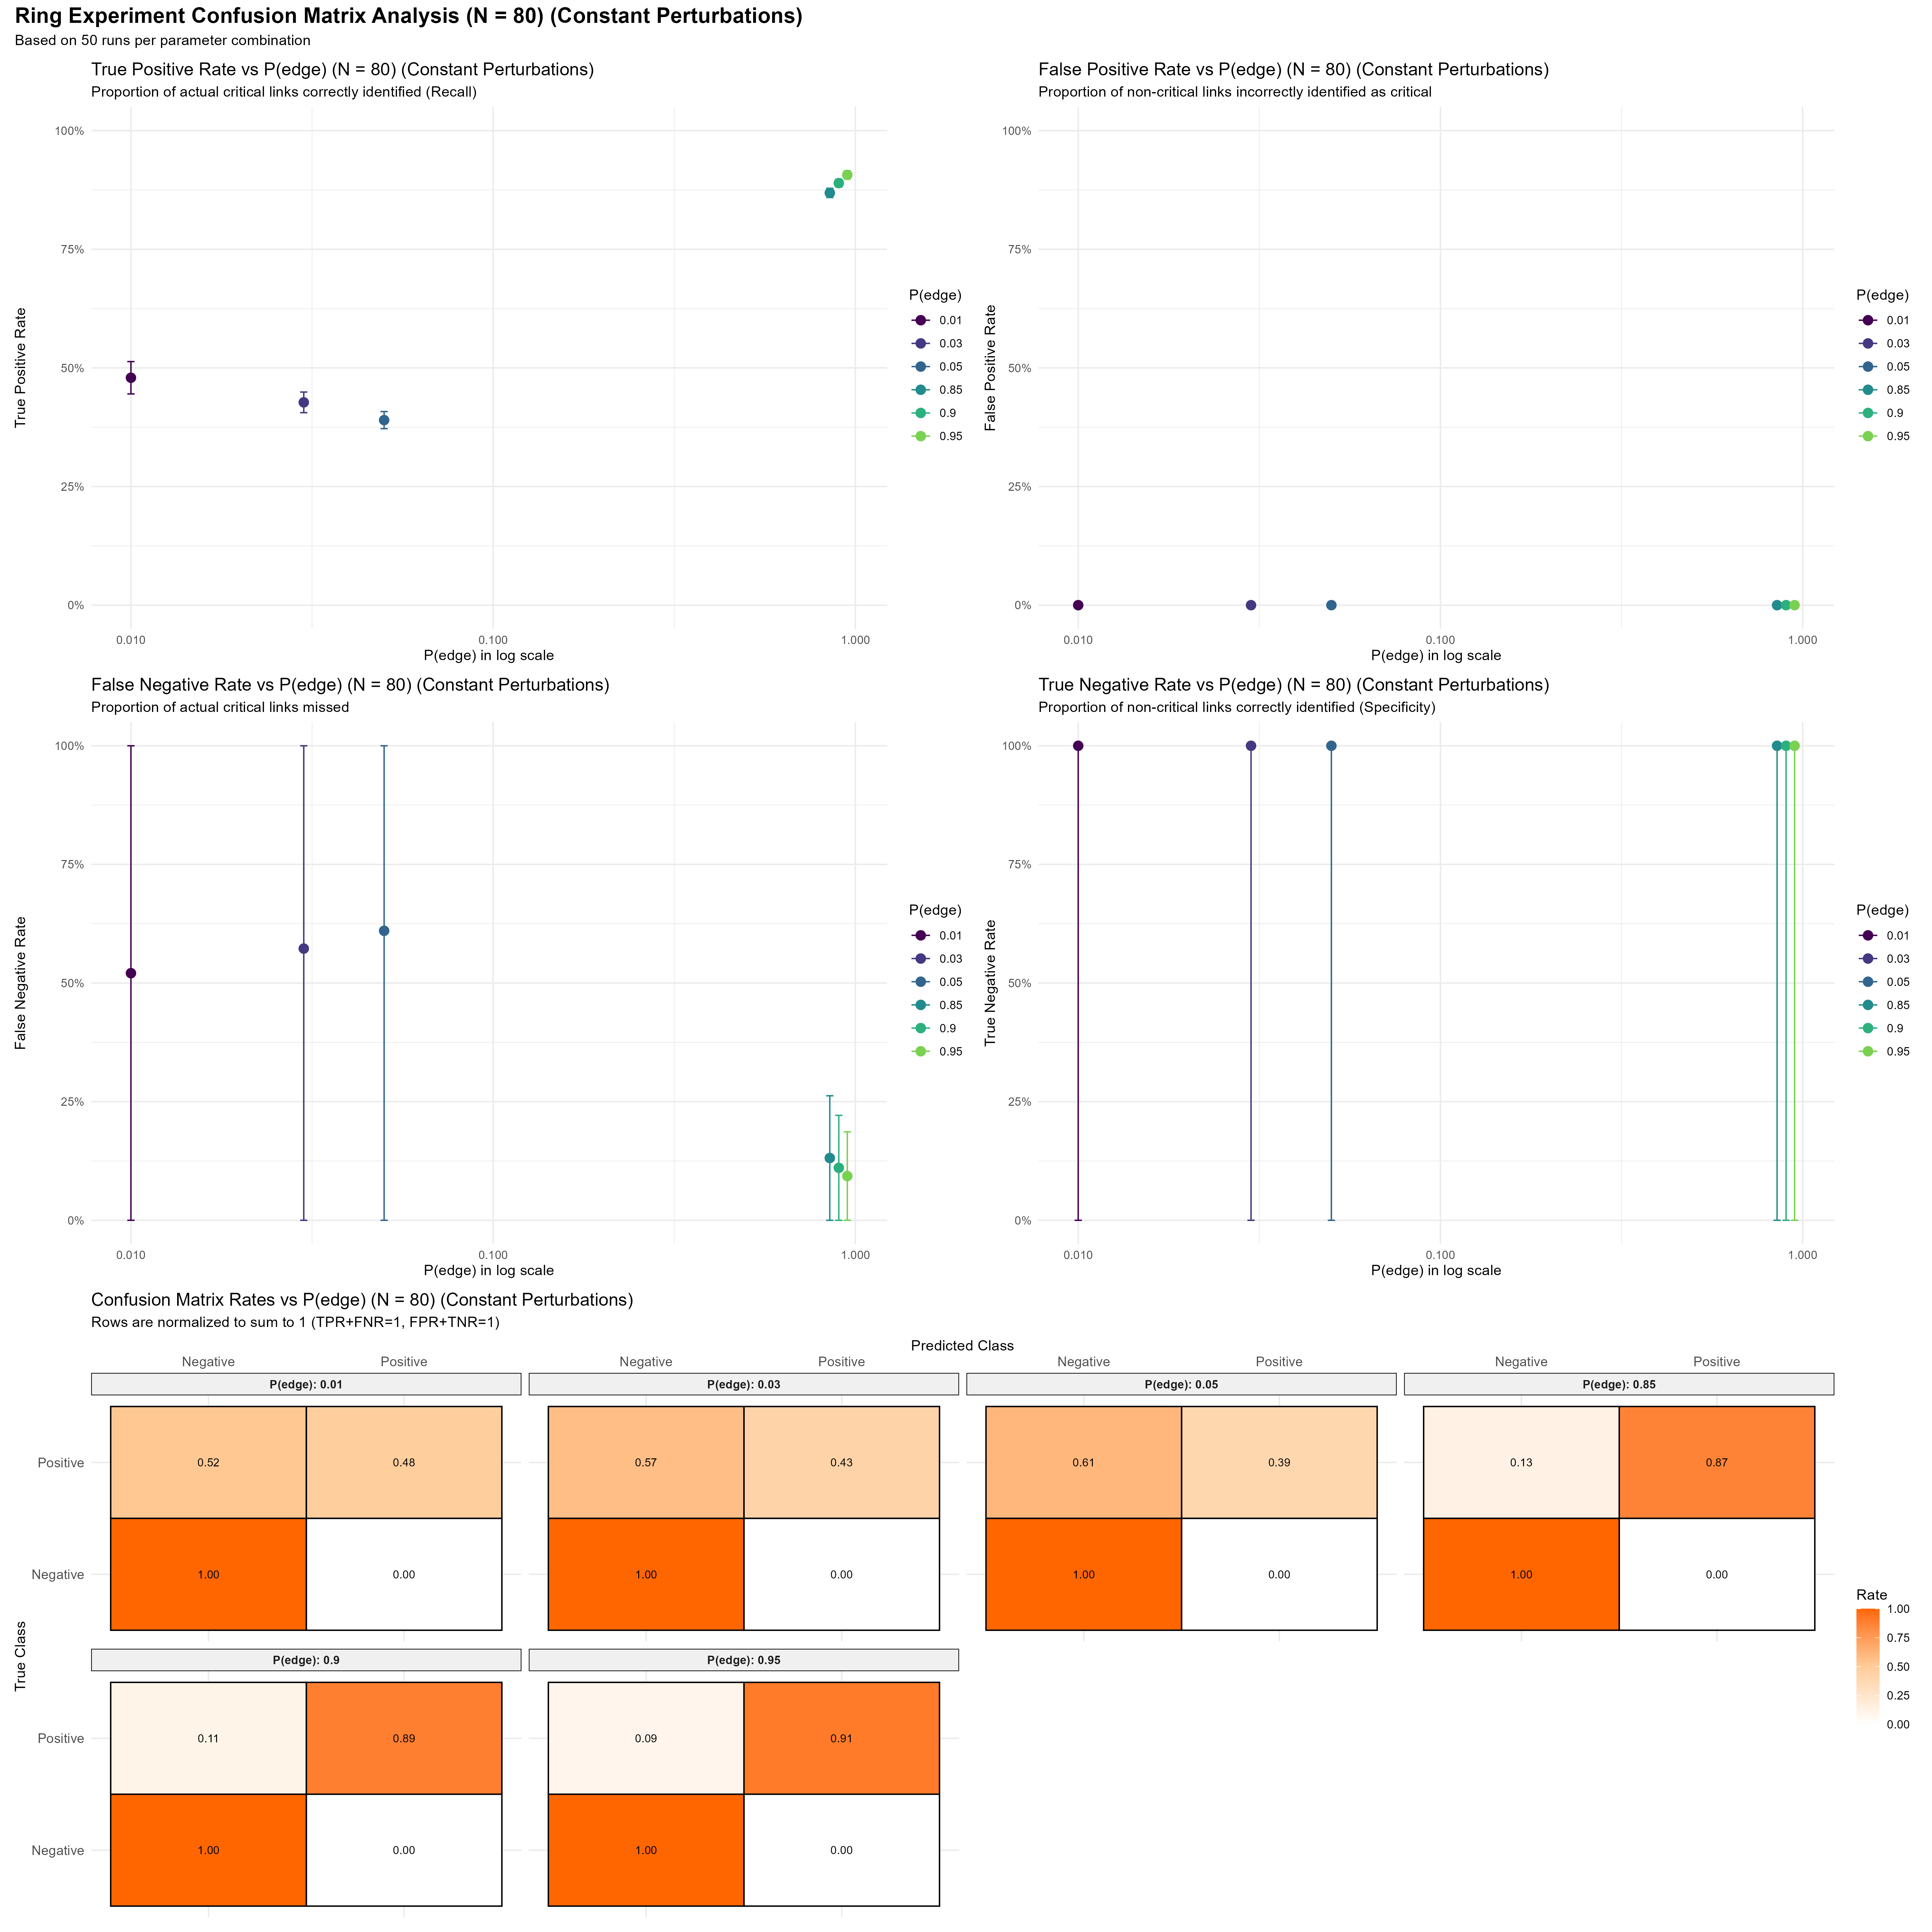 Ring Experiment Confusion Matrix Analysis (N = 80) (Constant Perturbations)
Based on 50 runs per parameter combination
True Positive Rate vs P(edge) (N = 80) (Constant Perturbations)
Proportion of actual critical links correctly identified (Recall)
True Positive Rate
100%
75%
50%
25%
0%
0.010
0.100
1.000
P(edge) in log scale
P(edge)
0.01
0.03
0.05
0.85
0.9
0.95
False Positive Rate vs P(edge) (N = 80) (Constant Perturbations)
Proportion of non-critical links incorrectly identified as critical
False Positive Rate
100%
75%
50%
25%
0%
0.010
0.100
1.000
P(edge) in log scale
P(edge)
0.01
0.03
0.05
0.85
0.9
0.95
False Negative Rate vs P(edge) (N = 80) (Constant Perturbations)
Proportion of actual critical links missed
False Negative Rate
100%
75%
50%
25%
0%
0.010
0.100
1.000
P(edge) in log scale
P(edge)
0.01
0.03
0.05
0.85
0.9
0.95
True Negative Rate vs P(edge) (N = 80) (Constant Perturbations)
Proportion of non-critical links correctly identified (Specificity)
True Negative Rate
100%
75%
50%
25%
0%
0.010
0.100
1.000
P(edge) in log scale
P(edge)
0.01
0.03
0.05
0.85
0.9
0.95
Confusion Matrix Rates vs P(edge) (N = 80) (Constant Perturbations)
Rows are normalized to sum to 1 (TPR+FNR=1, FPR+TNR=1)
Predicted Class
Negative Positive Negative Positive Negative Positive Negative Positive
P(edge): 0.01 P(edge): 0.03 P(edge): 0.05 P(edge): 0.85
Positive 0.52 0.48 0.57 0.43 0.61 0.39 0.13 0.87
Negative 1.00 0.00 1.00 0.00 1.00 0.00 1.00 0.00
True Class
P(edge): 0.9 P(edge): 0.95
Positive 0.11 0.89 0.09 0.91
Negative 1.00 0.00 1.00 0.00
Rate
1.00
0.75
0.50
0.25
0.00